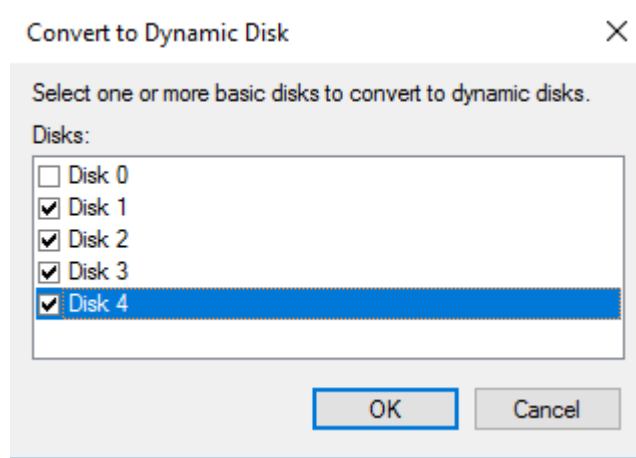 Convert to Dynamic Disk
Select one or more basic disks to convert to dynamic disks.
Disks:
Disk 0
Disk 1
Disk 2
Disk 3
Disk 4
OK
Cancel